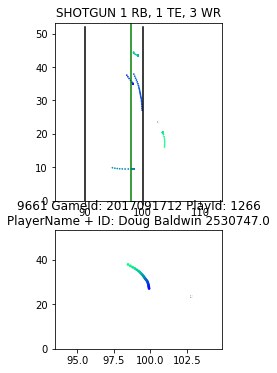 SHOTGUN 1 RB, 1 TE, 3 WR
50
40
30
20
10
0
90 100 110
9661 GameId: 2017091712 PlayId: 1266
PlayerName + ID: Doug Baldwin 2530747.0
40
20
0
95.0 97.5 100.0 102.5